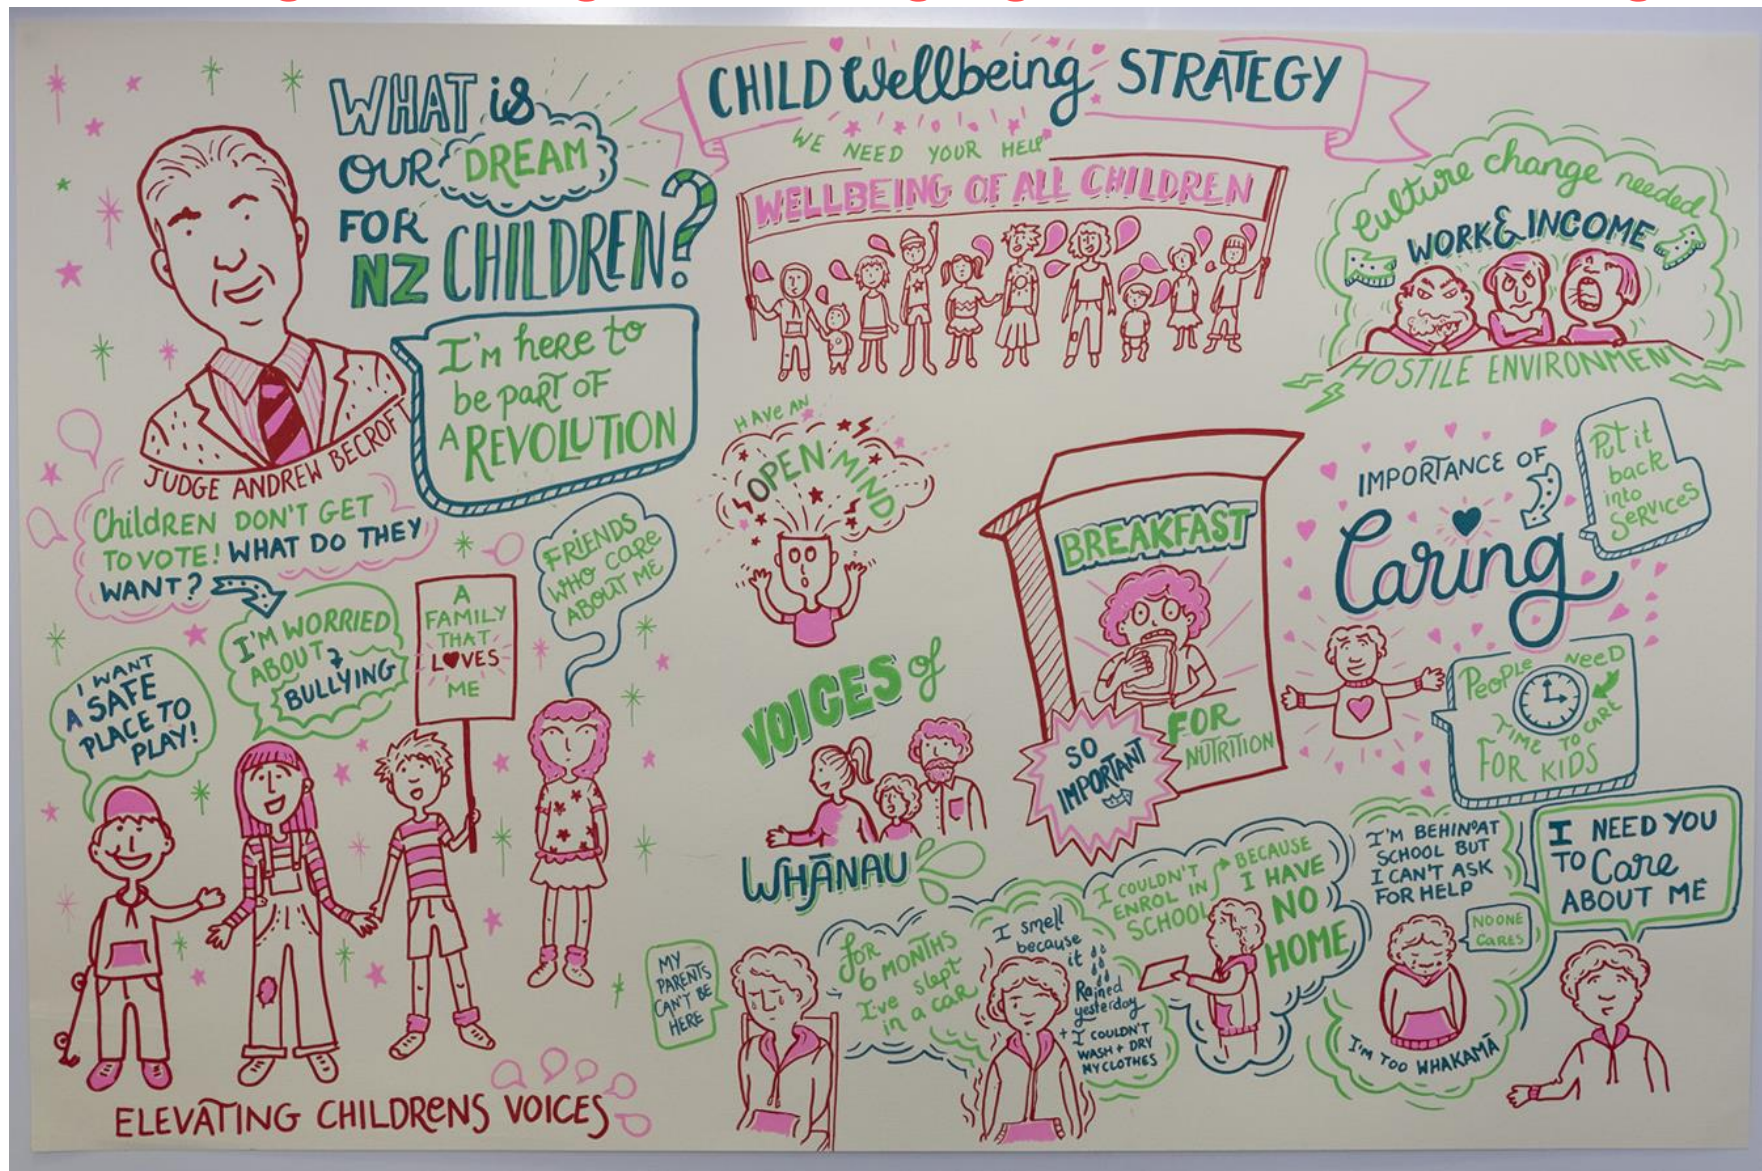 WHAT is
OUR DREAM
FOR
NZ CHILDREN?
I'M here to
be part of
A REVOLUTION
JUDGE ANDREW BECROFT
CHILDREN DON'T GET
TO VOTE! WHAT DO THEY
WANT?
I WANT
A SAFE
PLACE TO
PLAY!
I'M WORRIED
ABOUT
BULLYING
A
FAMILY
THAT
L♥VES
ME
FRIENDS
WHO CARE
ABOUT ME
ELEVATING CHILDRENS VOICES
CHILD Wellbeing STRATEGY
WE NEED YOUR HELP
WELLBEING OF ALL CHILDREN
Culture change needed
WORK & INCOME
HOSTILE ENVIRONMENT
HAVE AN
OPEN MIND
BREAKFAST
FOR
NUTRITION
SO
IMPORTANT
IMPORTANCE OF
Caring
Put it
back
into
SERVICES
PEOPLE NEED
TIME TO CARE
FOR KIDS
VOICES of
WHĀNAU
MY
PARENTS
CAN'T BE
HERE
FOR
6 MONTHS
I've slept
in a car
I smell
because
it
Rained
yesterday
+ I COULDN'T
WASH + DRY
MY CLOTHES
I COULDN'T
ENROL IN
SCHOOL
BECAUSE
I HAVE
NO
HOME
I'M BEHIND AT
SCHOOL BUT
I CAN'T ASK
FOR HELP
NO ONE
CARES
I'M TOO WHAKAMĀ
I NEED YOU
TO Care
ABOUT ME